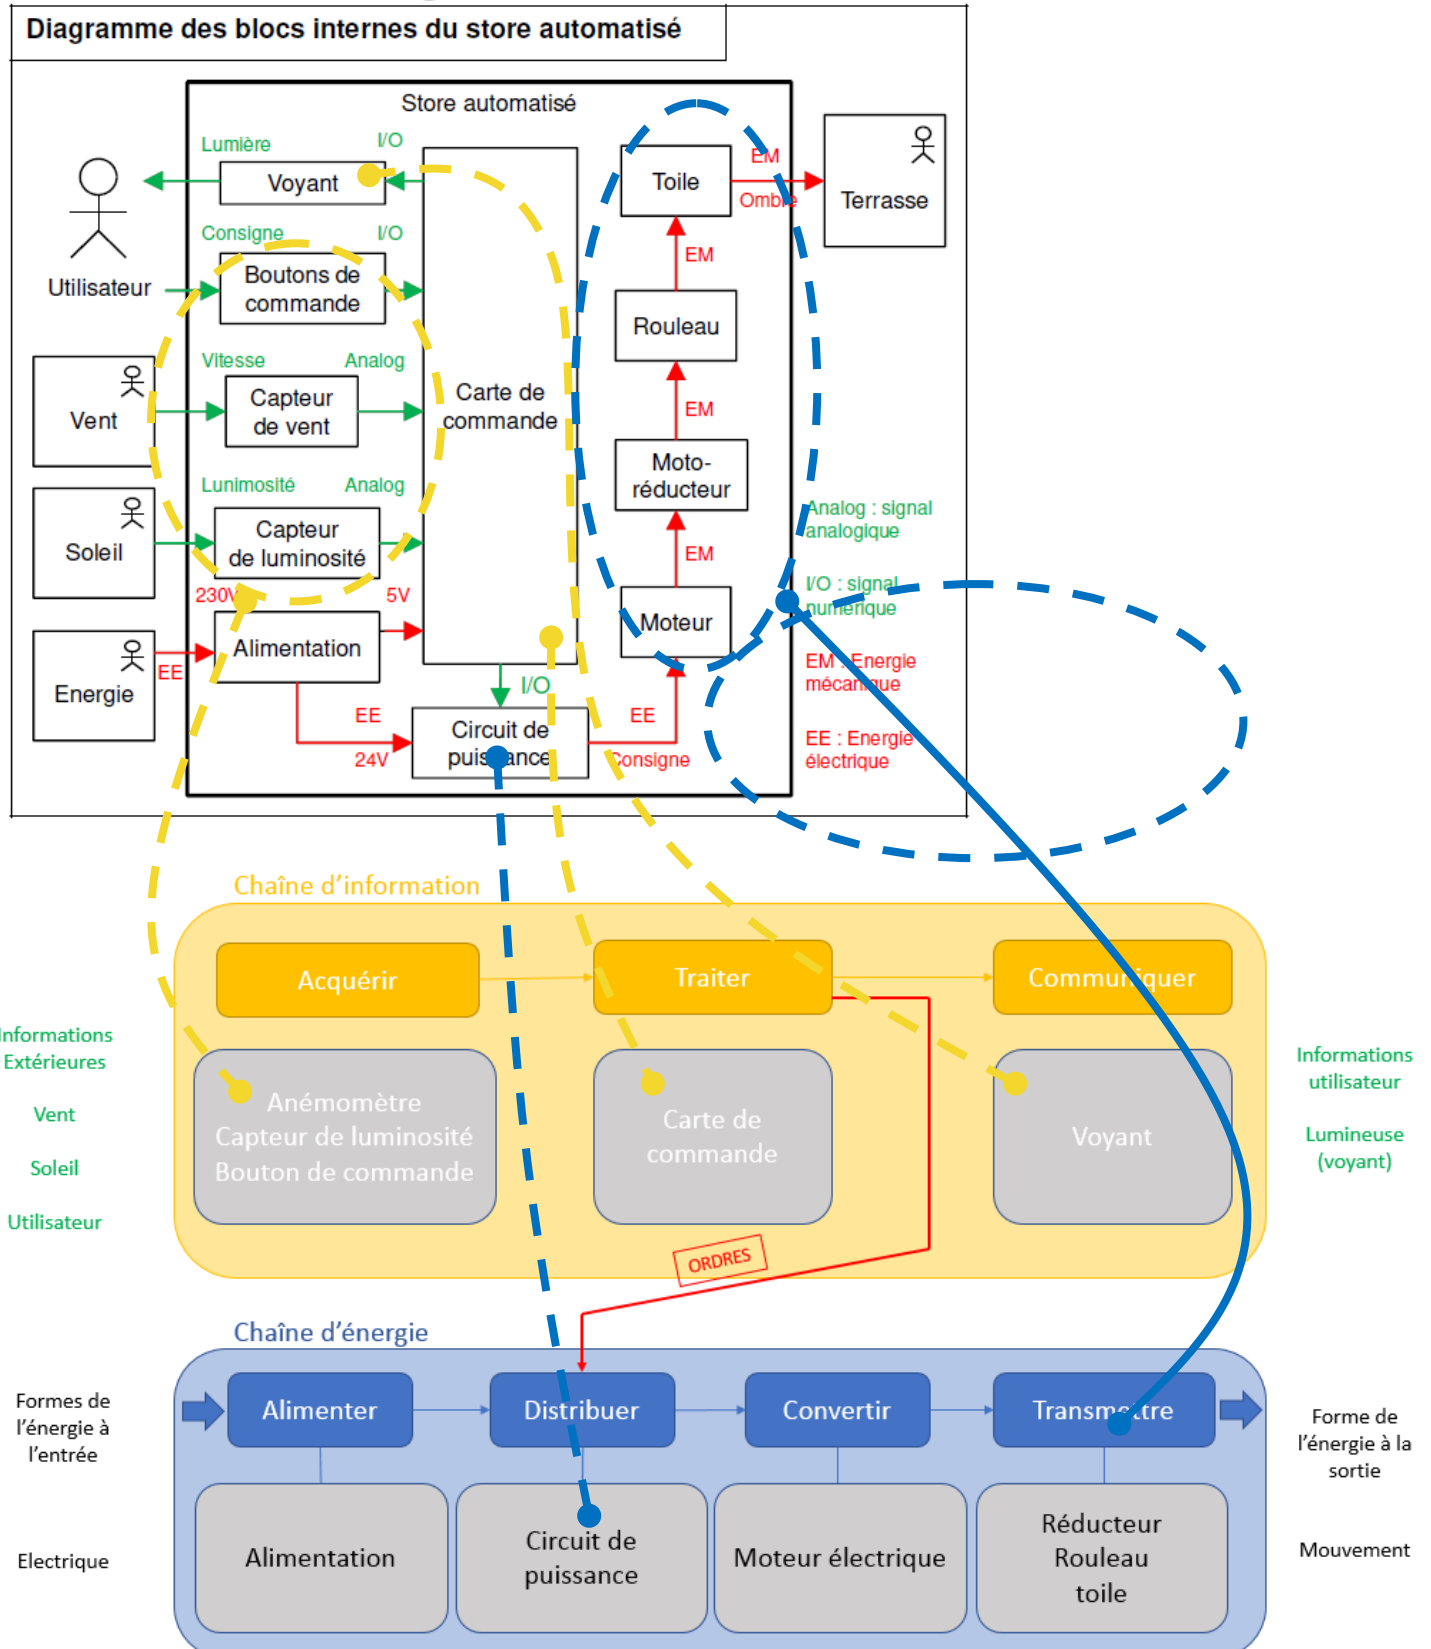 Diagramme des blocs internes du store automatisé
Store automatisé
Lumière
I/O
Voyant
Utilisateur
Consigne
I/O
Boutons de
commande
Vent
Vitesse
Analog
Capteur
de vent
Soleil
Lunimosité
Analog
Capteur
de luminosité
Energie
EE
230V
5V
Alimentation
EE
24V
Carte de
commande
I/O
Circuit de
puissance
EE
Consigne
Moteur
EM
Moto-
réducteur
EM
Rouleau
EM
Toile
EM
Ombre
Terrasse
Analog : signal
analogique
I/O : signal
numérique
EM : Energie
mécanique
EE : Energie
électrique
Chaîne d'information
Acquérir
Traiter
Communiquer
Informations
Extérieures
Vent
Soleil
Utilisateur
Anémomètre
Capteur de luminosité
Bouton de commande
Carte de
commande
Voyant
Informations
utilisateur
Lumineuse
(voyant)
ORDRES
Chaîne d'énergie
Formes de
l'énergie à
l'entrée
Alimenter
Distribuer
Convertir
Transmettre
Forme de
l'énergie à la
sortie
Electrique
Alimentation
Circuit de
puissance
Moteur électrique
Réducteur
Rouleau
toile
Mouvement